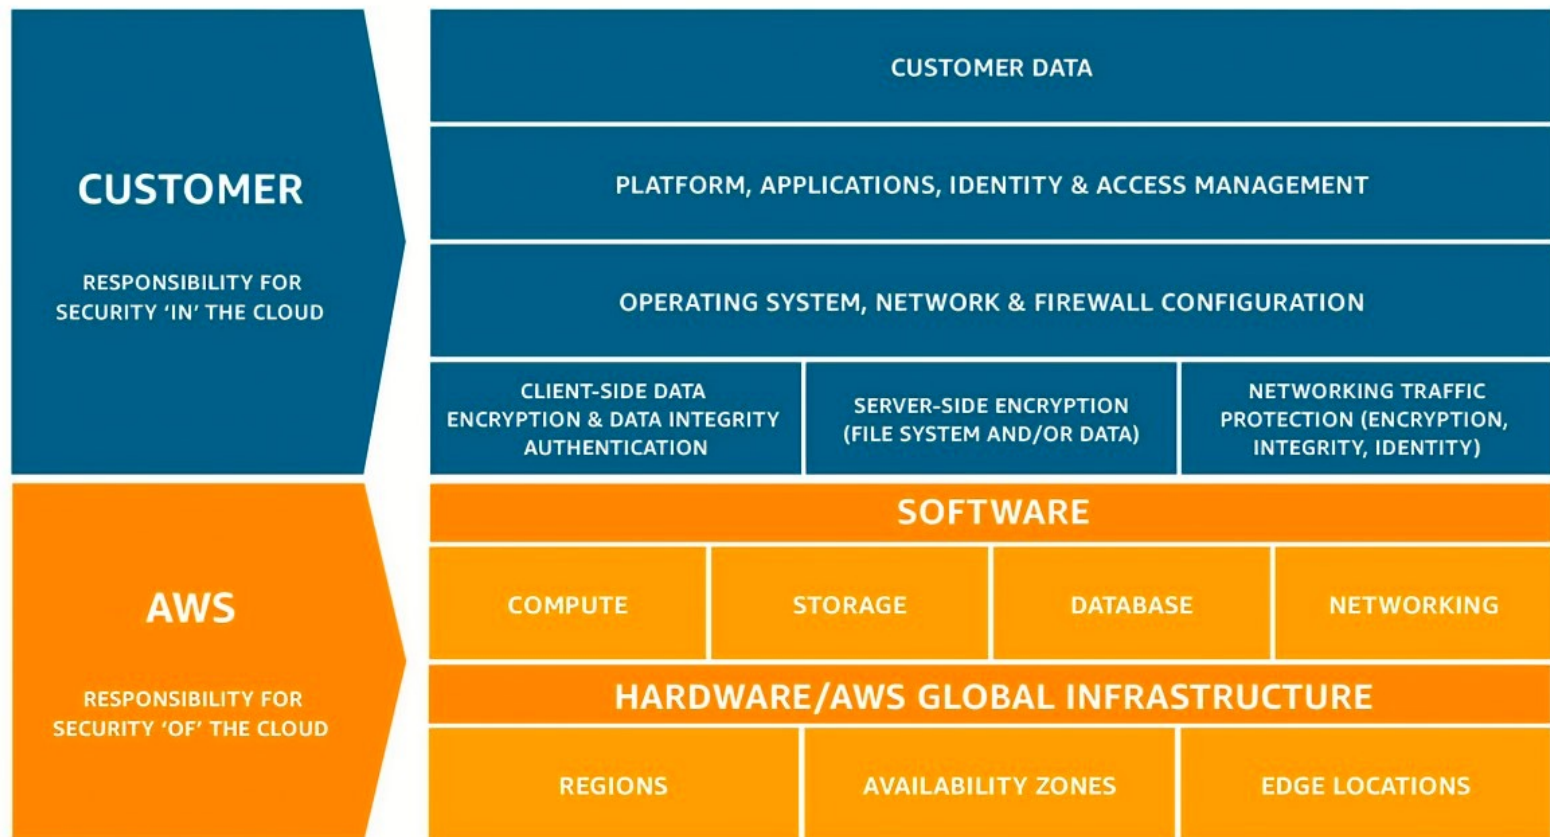 CUSTOMER
RESPONSIBILITY FOR
SECURITY ‘IN’ THE CLOUD
CUSTOMER DATA
PLATFORM, APPLICATIONS, IDENTITY & ACCESS MANAGEMENT
OPERATING SYSTEM, NETWORK & FIREWALL CONFIGURATION
CLIENT-SIDE DATA
ENCRYPTION & DATA INTEGRITY
AUTHENTICATION
SERVER-SIDE ENCRYPTION
(FILE SYSTEM AND/OR DATA)
NETWORKING TRAFFIC
PROTECTION (ENCRYPTION,
INTEGRITY, IDENTITY)
AWS
RESPONSIBILITY FOR
SECURITY ‘OF’ THE CLOUD
SOFTWARE
COMPUTE
STORAGE
DATABASE
NETWORKING
HARDWARE/AWS GLOBAL INFRASTRUCTURE
REGIONS
AVAILABILITY ZONES
EDGE LOCATIONS